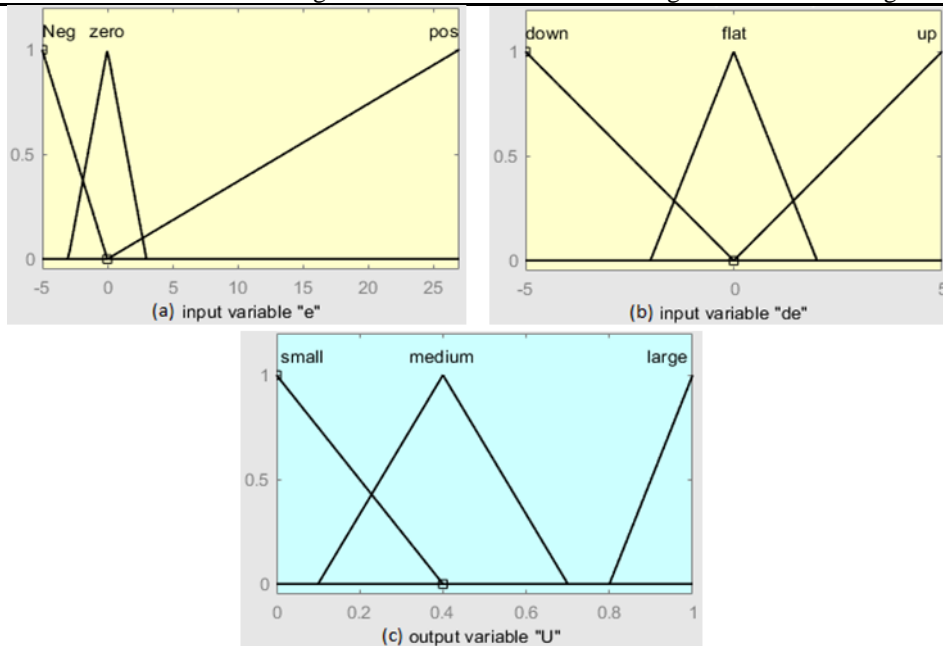 Neg zero pos
1
0.5
0
-5 0 5 10 15 20 25
(a) input variable "e"
down flat up
1
0.5
0
-5 0 5
(b) input variable "de"
small medium large
1
0.5
0
0 0.2 0.4 0.6 0.8 1
(c) output variable "U"